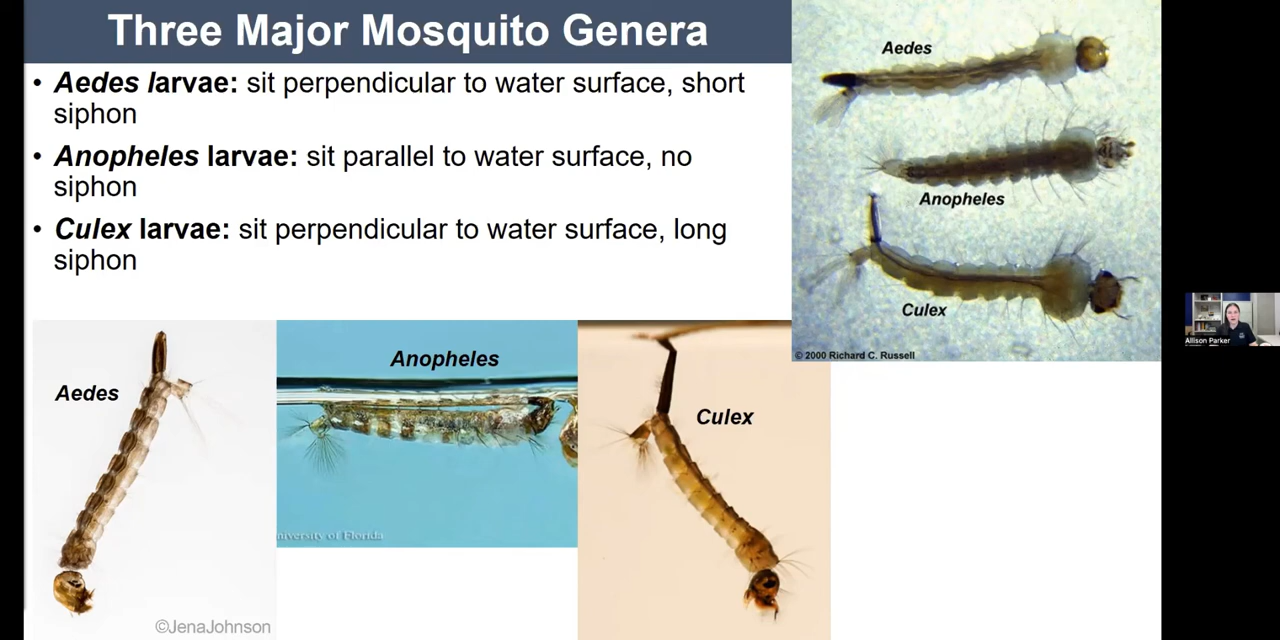 Three Major Mosquito Genera
• Aedes larvae: sit perpendicular to water surface, short
siphon
• Anopheles larvae: sit parallel to water surface, no
siphon
• Culex larvae: sit perpendicular to water surface, long
siphon
Aedes
Anopheles
Culex
© 2000 Richard C. Russell
Allison Parker
Aedes
Anopheles
Culex
niversity of Florida
©JenaJohnson